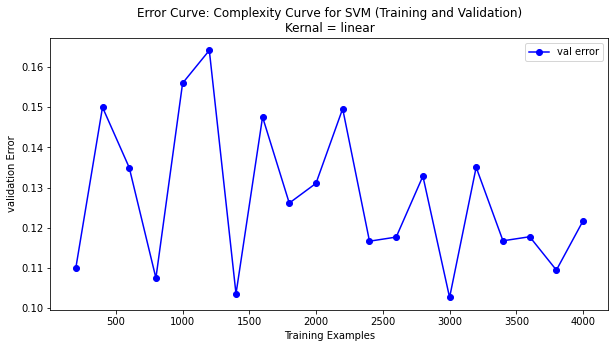 Error Curve: Complexity Curve for SVM (Training and Validation)
Kernal = linear
val error
validation Error
0.16
0.15
0.14
0.13
0.12
0.11
0.10
500 1000 1500 2000 2500 3000 3500 4000
Training Examples